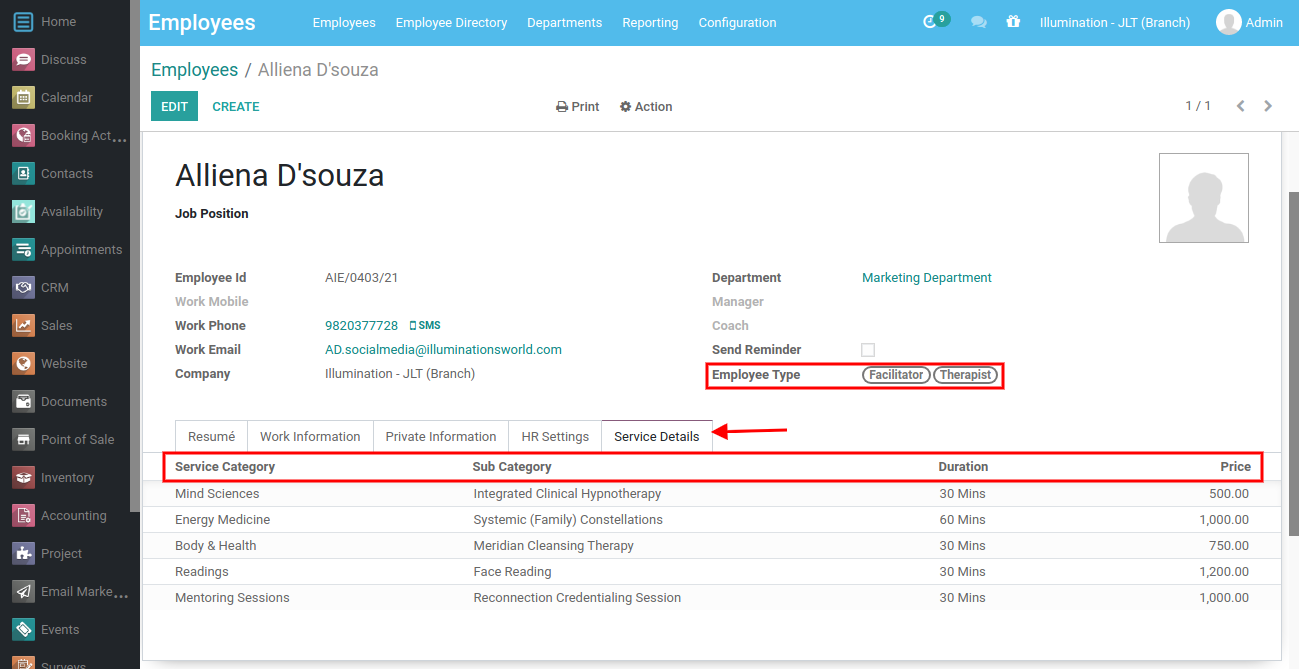 Home
Discuss
Calendar
Booking Act...
Contacts
Availability
Appointments
CRM
Sales
Website
Documents
Point of Sale
Inventory
Accounting
Project
Email Marke...
Events
Surveys
Employees Employees Employee Directory Departments Reporting Configuration 9 Illumination - JLT (Branch) Admin
Employees / Alliena D'souza
EDIT CREATE Print Action 1 / 1
Alliena D'souza
Job Position
Employee Id AIE/0403/21 Department Marketing Department
Work Mobile Manager
Work Phone 9820377728 SMS Coach
Work Email AD.socialmedia@illuminationsworld.com Send Reminder
Company Illumination - JLT (Branch) Employee Type Facilitator Therapist
Resumé Work Information Private Information HR Settings Service Details
Service Category Sub Category Duration Price
Mind Sciences Integrated Clinical Hypnotherapy 30 Mins 500.00
Energy Medicine Systemic (Family) Constellations 60 Mins 1,000.00
Body & Health Meridian Cleansing Therapy 30 Mins 750.00
Readings Face Reading 30 Mins 1,200.00
Mentoring Sessions Reconnection Credentialing Session 30 Mins 1,000.00